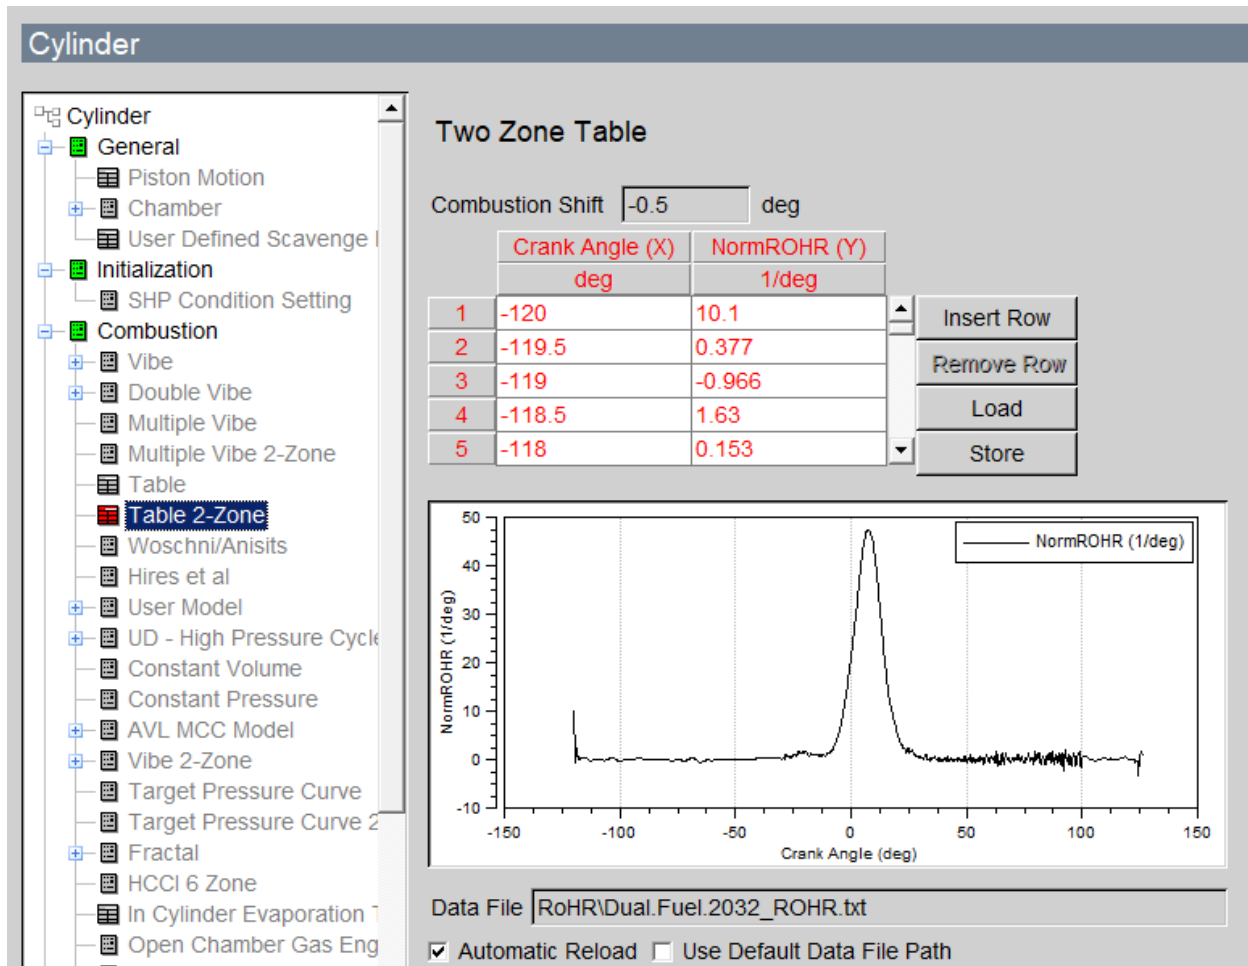 Cylinder
Cylinder
General
Piston Motion
Chamber
User Defined Scavenge
Initialization
SHP Condition Setting
Combustion
Vibe
Double Vibe
Multiple Vibe
Multiple Vibe 2-Zone
Table
Table 2-Zone
Woschni/Anisits
Hires et al
User Model
UD - High Pressure Cycle
Constant Volume
Constant Pressure
AVL MCC Model
Vibe 2-Zone
Target Pressure Curve
Target Pressure Curve 2
Fractal
HCCI 6 Zone
In Cylinder Evaporation
Open Chamber Gas Eng
Two Zone Table
Combustion Shift -0.5 deg
Crank Angle (X) NormROHR (Y)
deg 1/deg
1 -120 10.1
2 -119.5 0.377
3 -119 -0.966
4 -118.5 1.63
5 -118 0.153
Insert Row
Remove Row
Load
Store
NormROHR (1/deg)
50
40
30
20
10
0
-10
NormROHR (1/deg)
-150 -100 -50 0 50 100 150
Crank Angle (deg)
Data File RoHR\Dual.Fuel.2032_ROHR.txt
Automatic Reload Use Default Data File Path